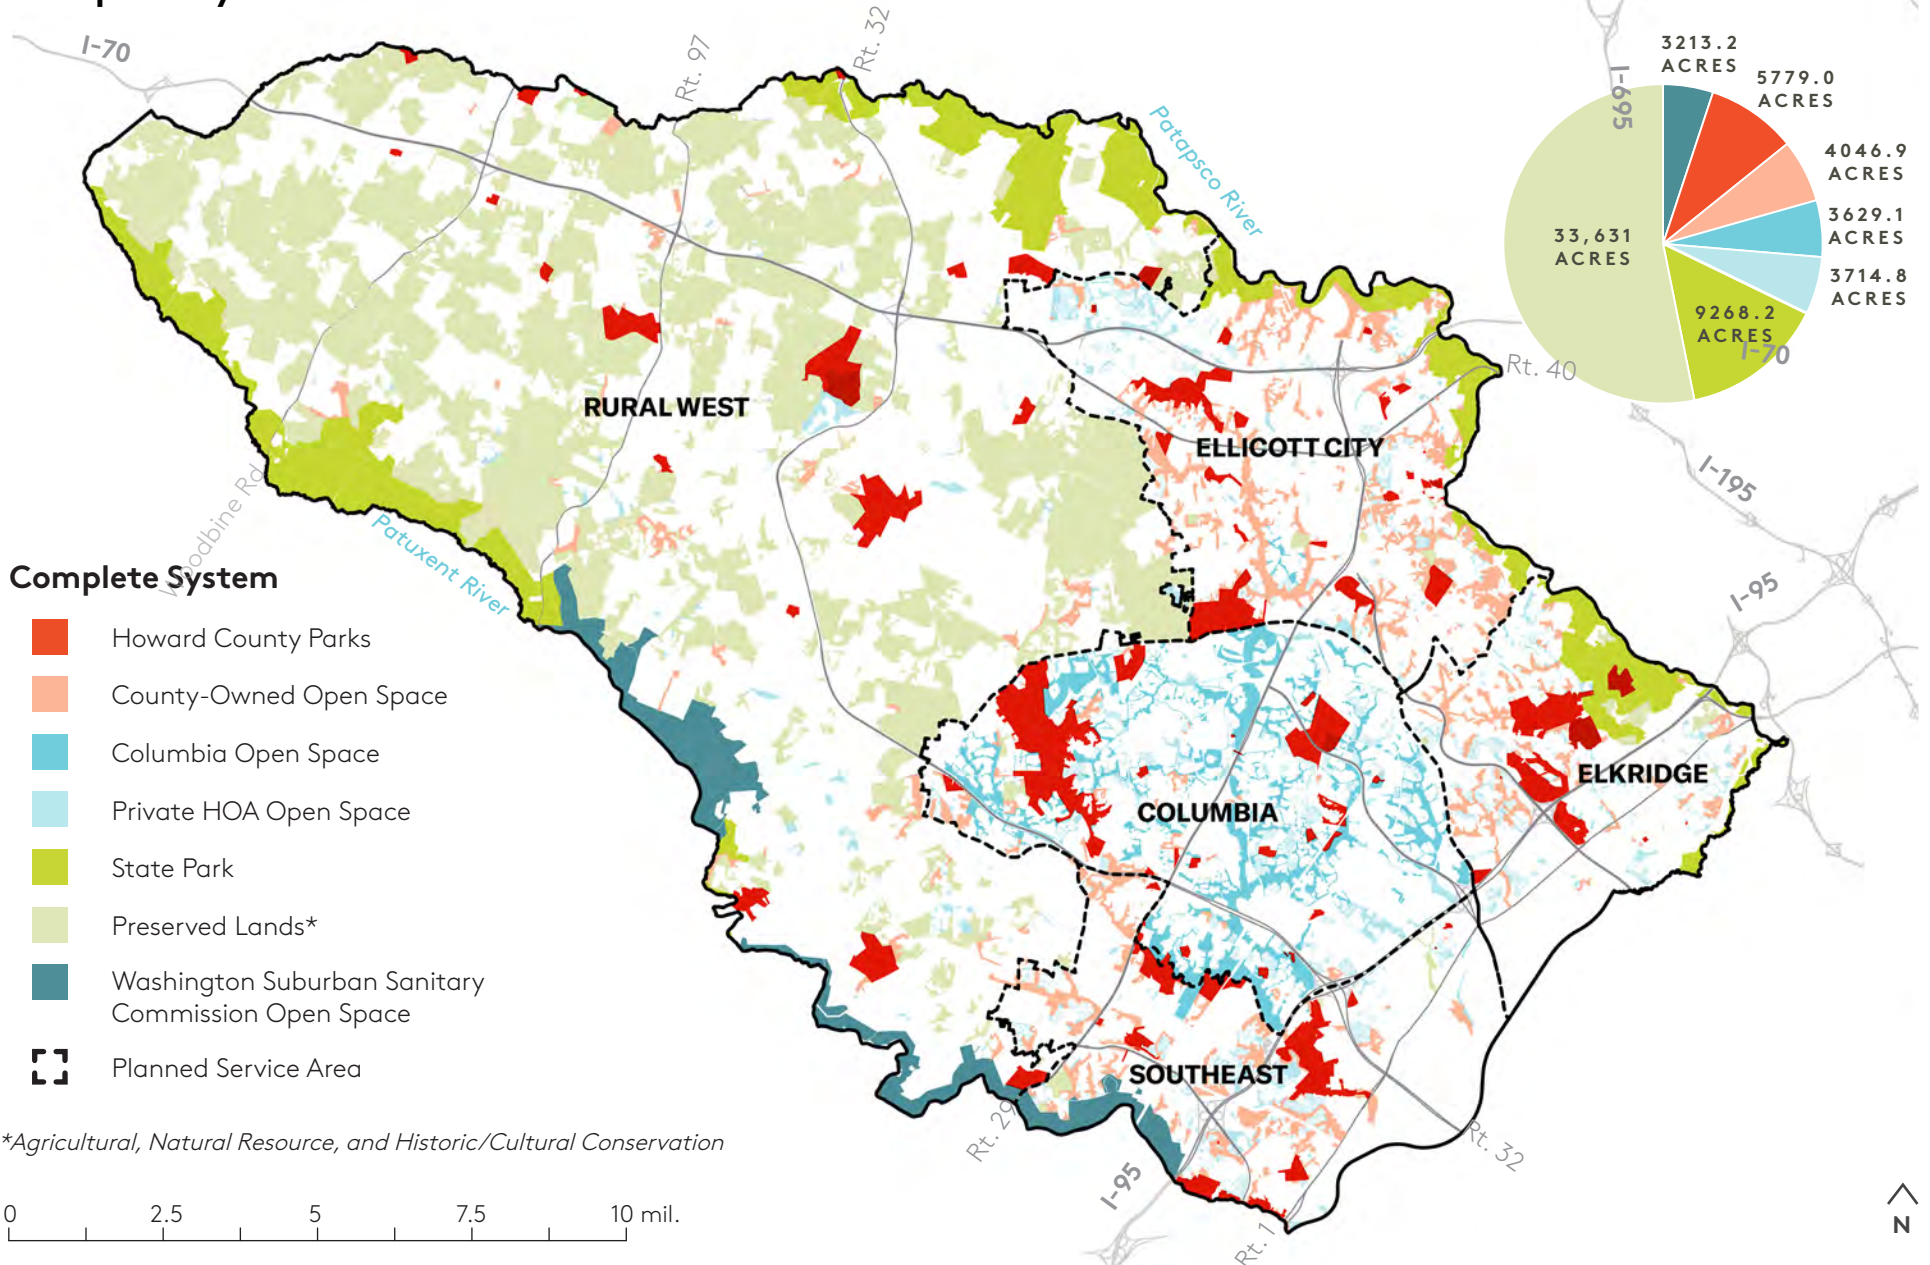 I-70
Rt. 97
Rt. 32
Patapsco River
I-695
3213.2
ACRES
5779.0
ACRES
4046.9
ACRES
3629.1
ACRES
3714.8
ACRES
33,631
ACRES
9268.2
ACRES
I-70
Rt. 40
I-195
I-95
RURAL WEST
ELLICOTT CITY
COLUMBIA
ELKRIDGE
SOUTHEAST
Woodbine Rd.
Patuxent River
Complete System
Howard County Parks
County-Owned Open Space
Columbia Open Space
Private HOA Open Space
State Park
Preserved Lands*
Washington Suburban Sanitary
Commission Open Space
Planned Service Area
*Agricultural, Natural Resource, and Historic/Cultural Conservation
0 2.5 5 7.5 10 mil.
Rt. 29
I-95
Rt. 1
Rt. 32
N